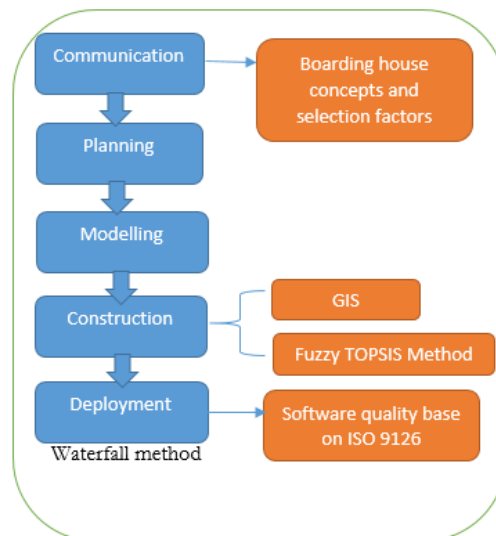 Communication
Boarding house
concepts and
selection factors
Planning
Modelling
Construction
GIS
Fuzzy TOPSIS Method
Deployment
Software quality base
on ISO 9126
Waterfall method